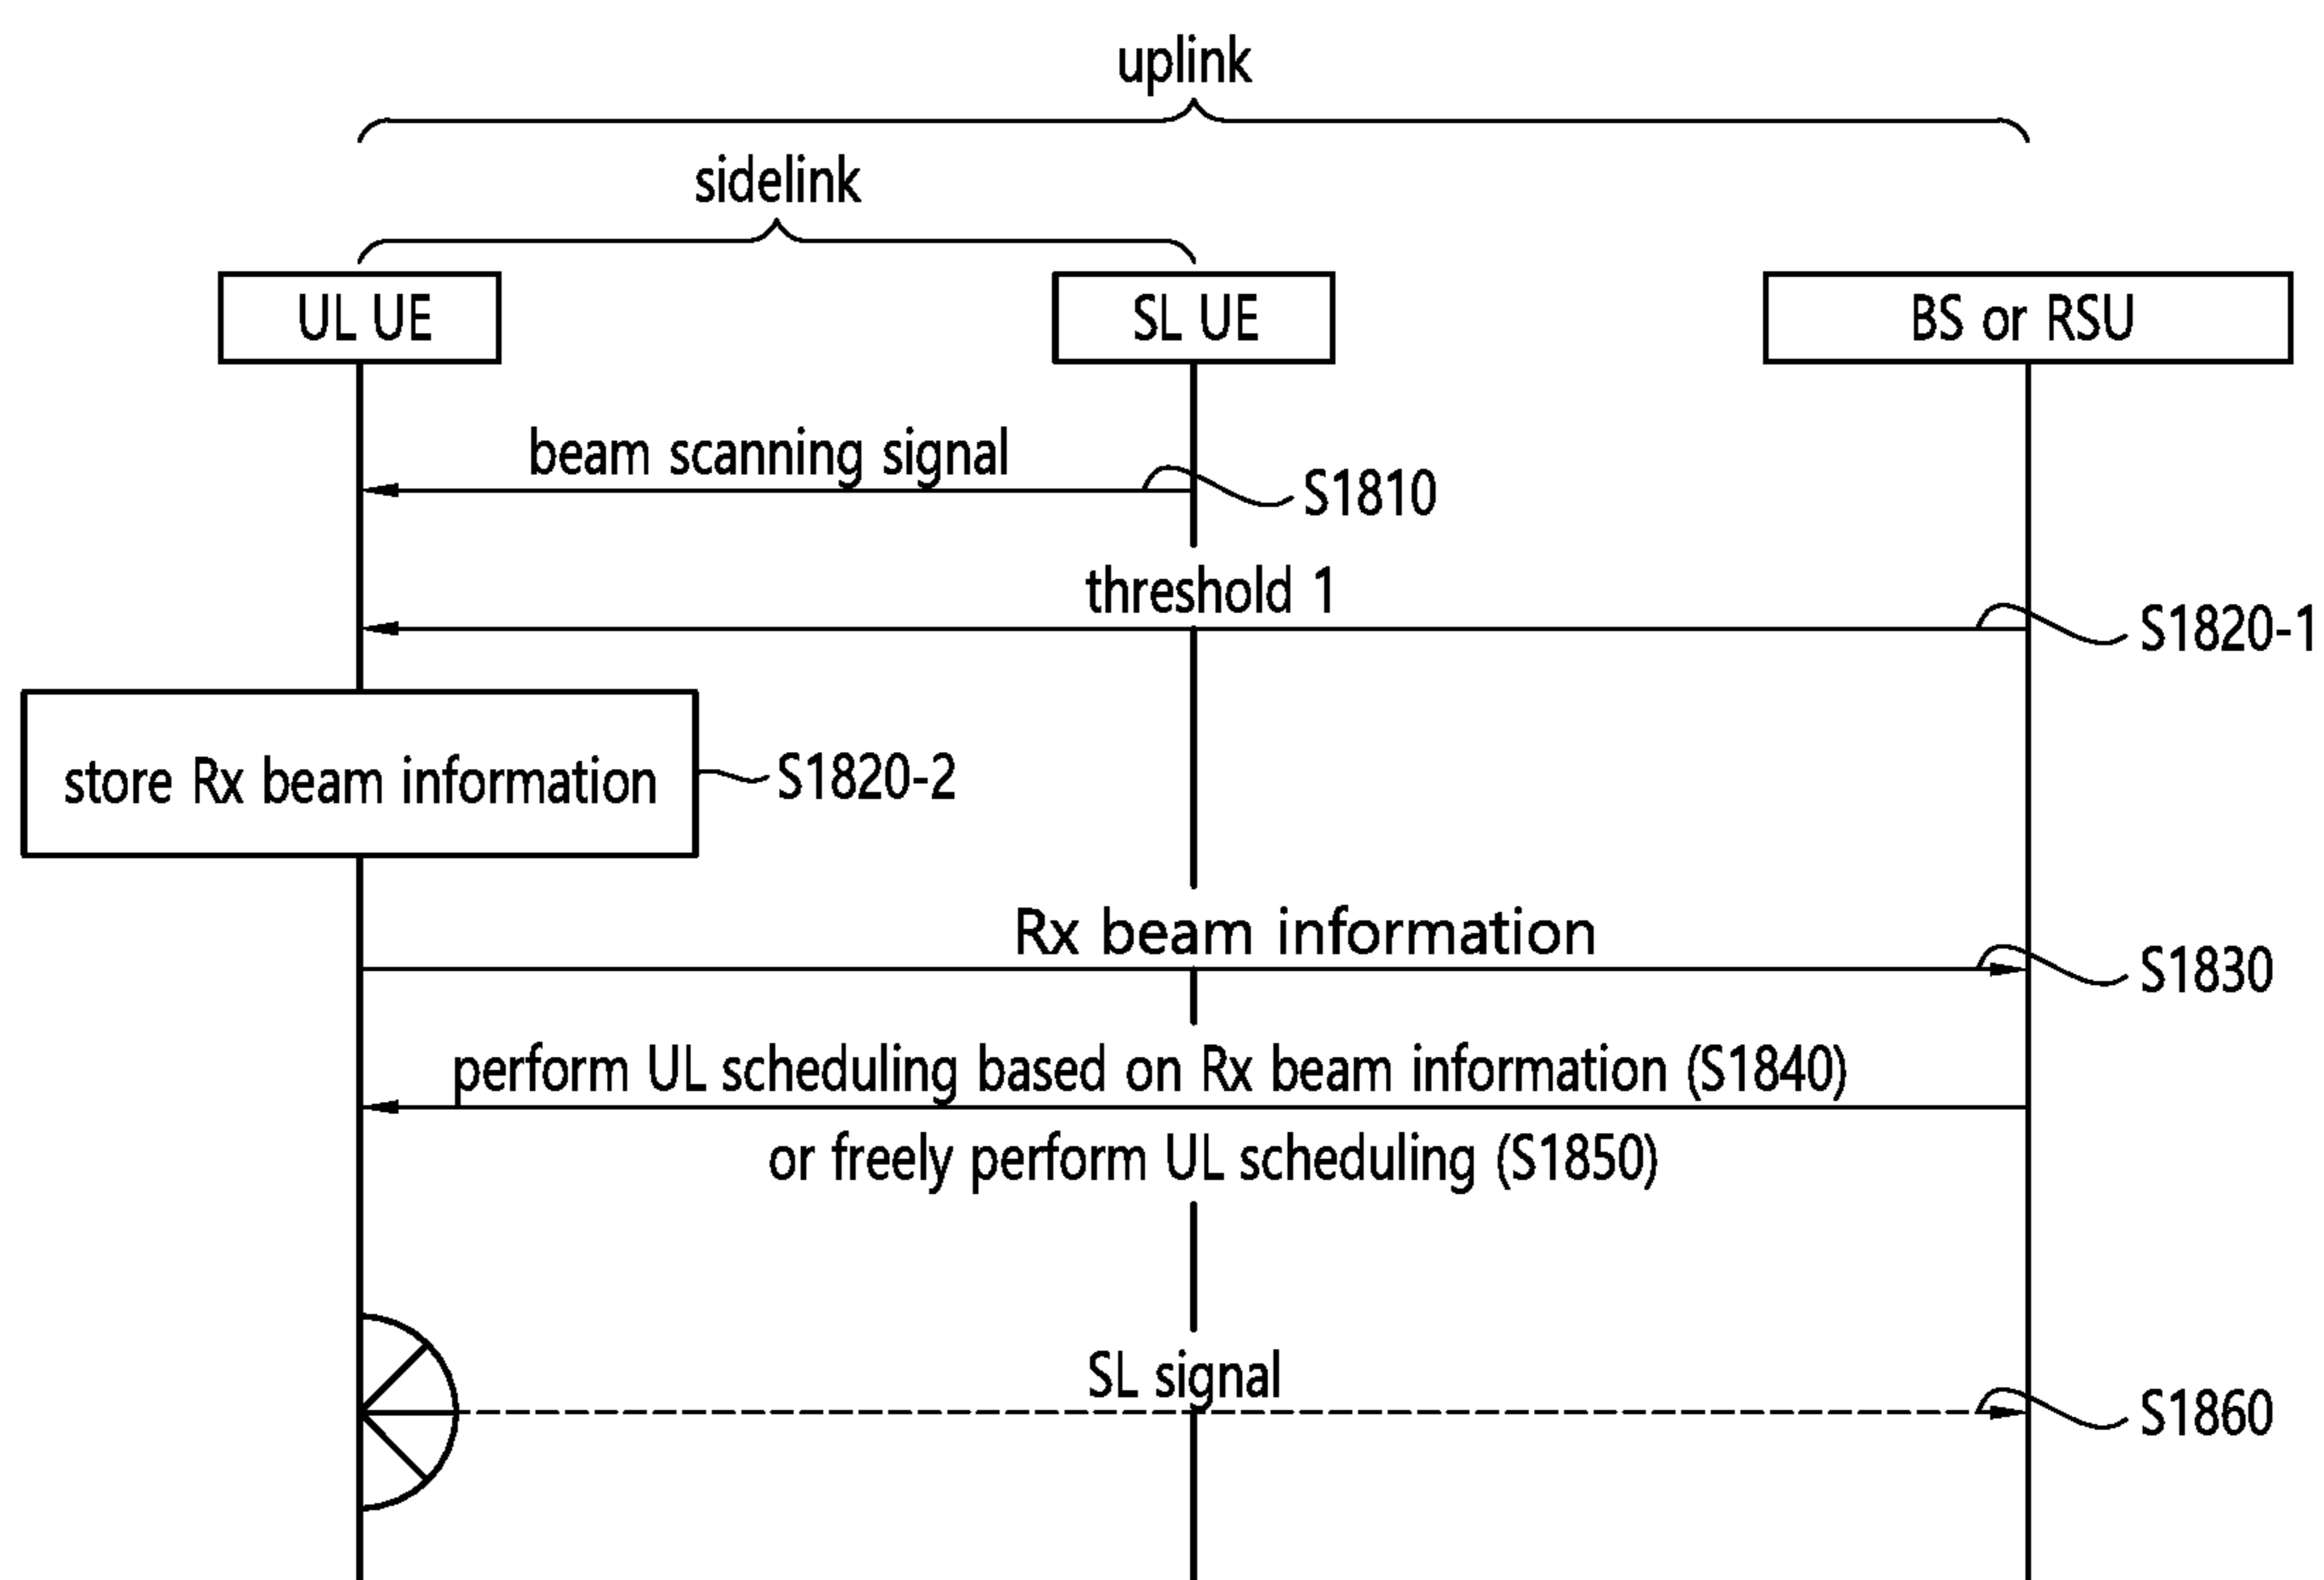 uplink
sidelink
UL UE
SL UE
BS or RSU
beam scanning signal
S1810
threshold 1
S1820-1
store Rx beam information
S1820-2
Rx beam information
S1830
perform UL scheduling based on Rx beam information (S1840)
or freely perform UL scheduling (S1850)
SL signal
S1860